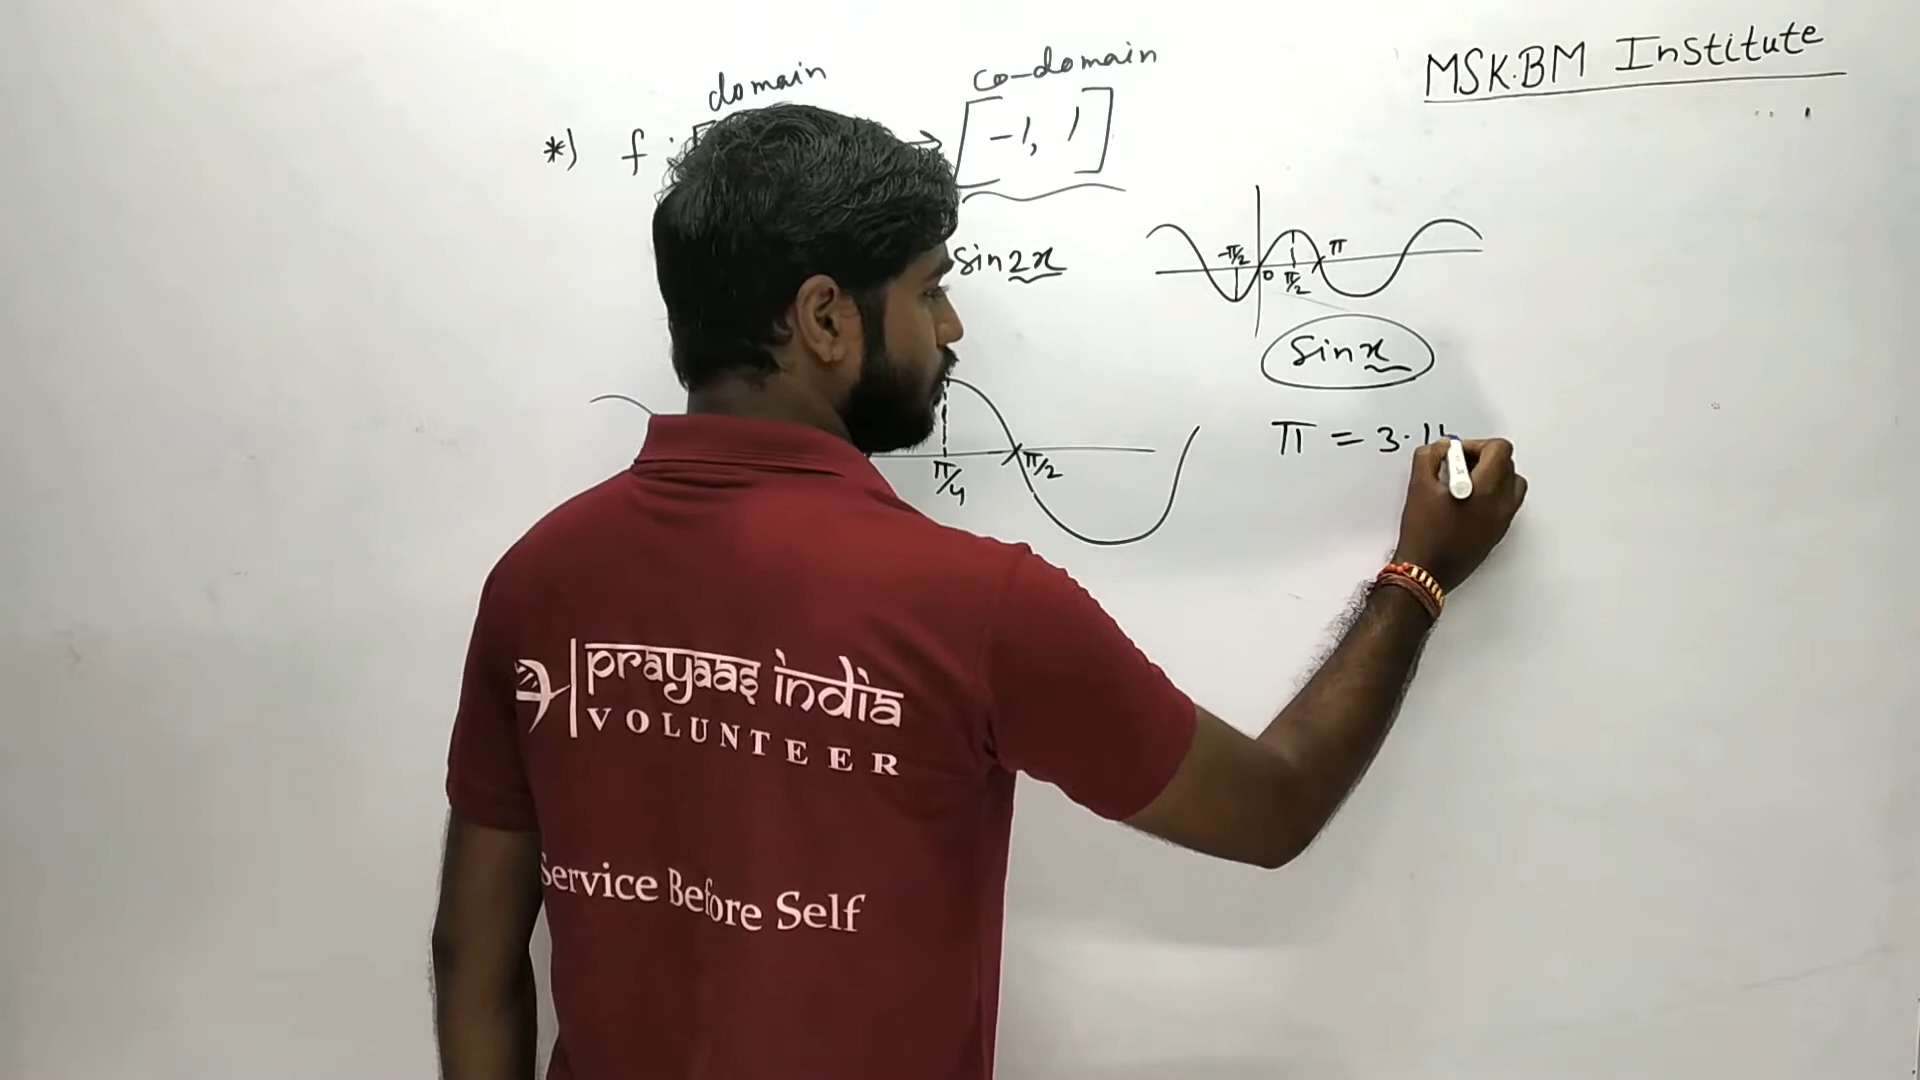 MSK.BM Institute
domain
co-domain
*) f : [ → [-1, 1]
sin2x
-π/2 0 π/2 π
sinx
π = 3.14
π/4 π/2
prayaas india
VOLUNTEER
Service Before Self